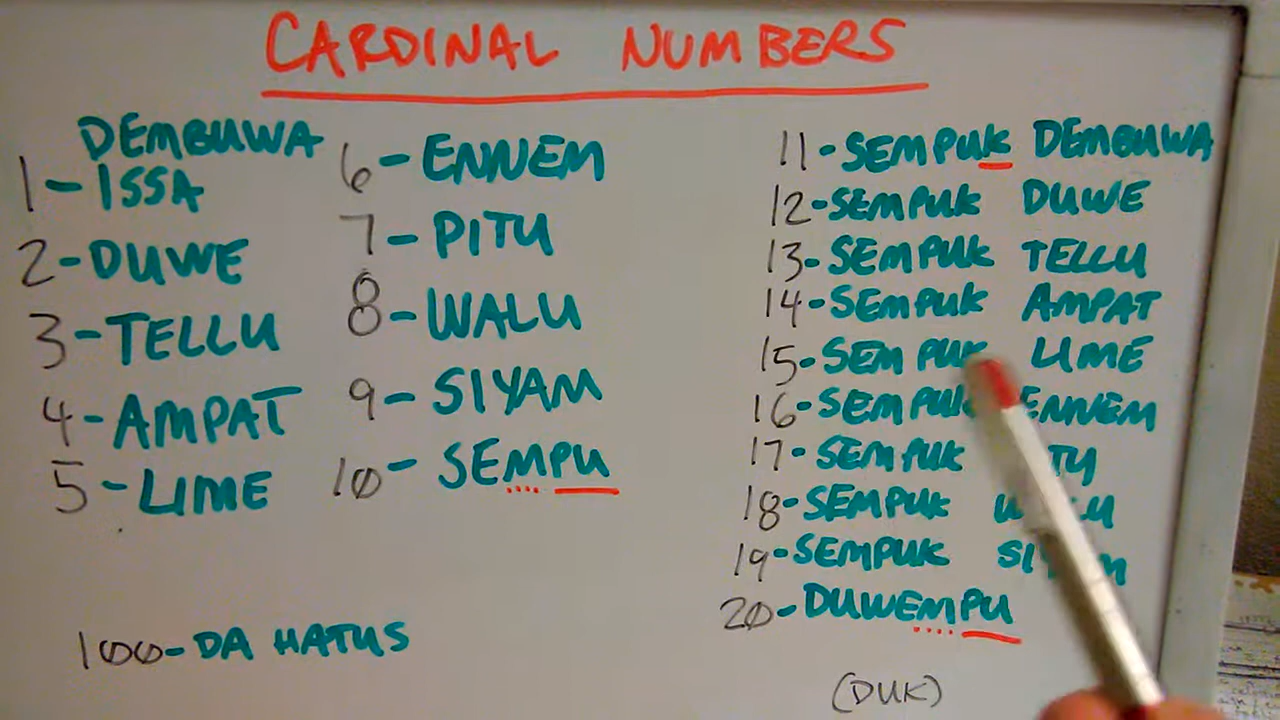 CARDINAL NUMBERS
DEMBUWA
1-ISSA
2-DUWE
3-TELLU
4-AMPAT
5-LIME
6-ENNEM
7-PITU
8-WALU
9-SIYAM
10-SEMPU
100-DA HATUS
11-SEMPUK DEMBUWA
12-SEMPUK DUWE
13-SEMPUK TELLU
14-SEMPUK AMPAT
15-SEMPUK LIME
16-SEMPUK ENNEM
17-SEMPUK
18-SEMPUK
19-SEMPUK
20-DUWEMPU
(DUK)